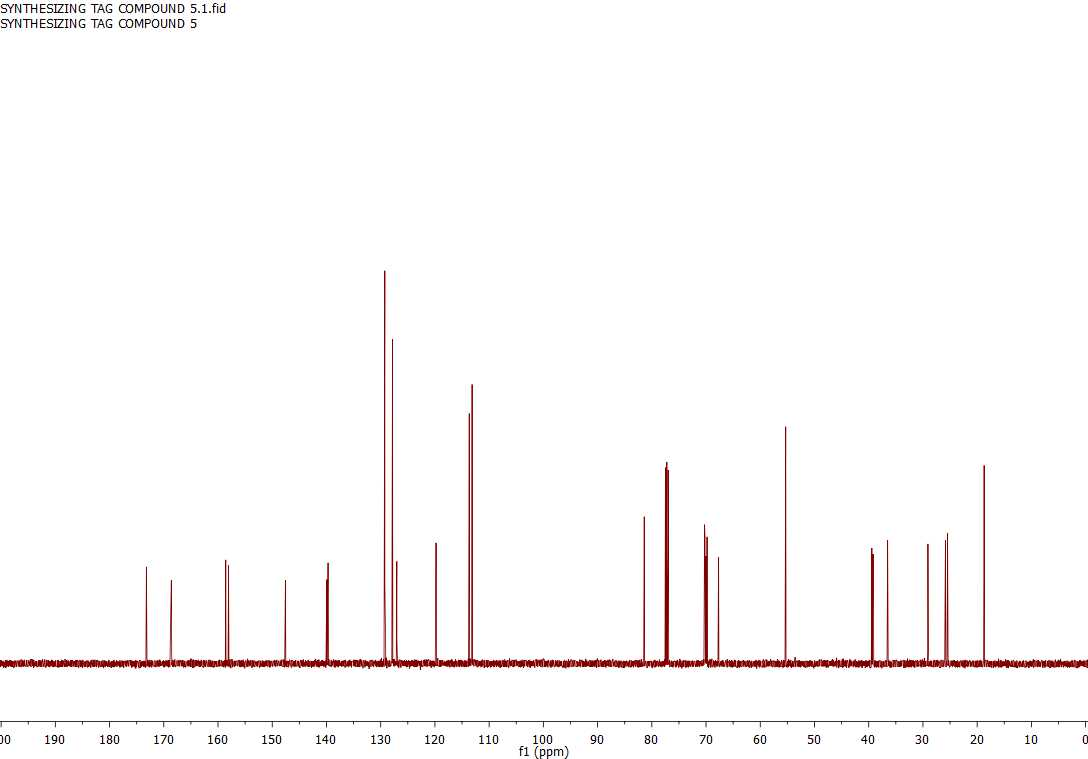 SYNTHESIZING TAG COMPOUND 5.1.fid
SYNTHESIZING TAG COMPOUND 5
00 190 180 170 160 150 140 130 120 110 100 90 80 70 60 50 40 30 20 10 0
f1 (ppm)